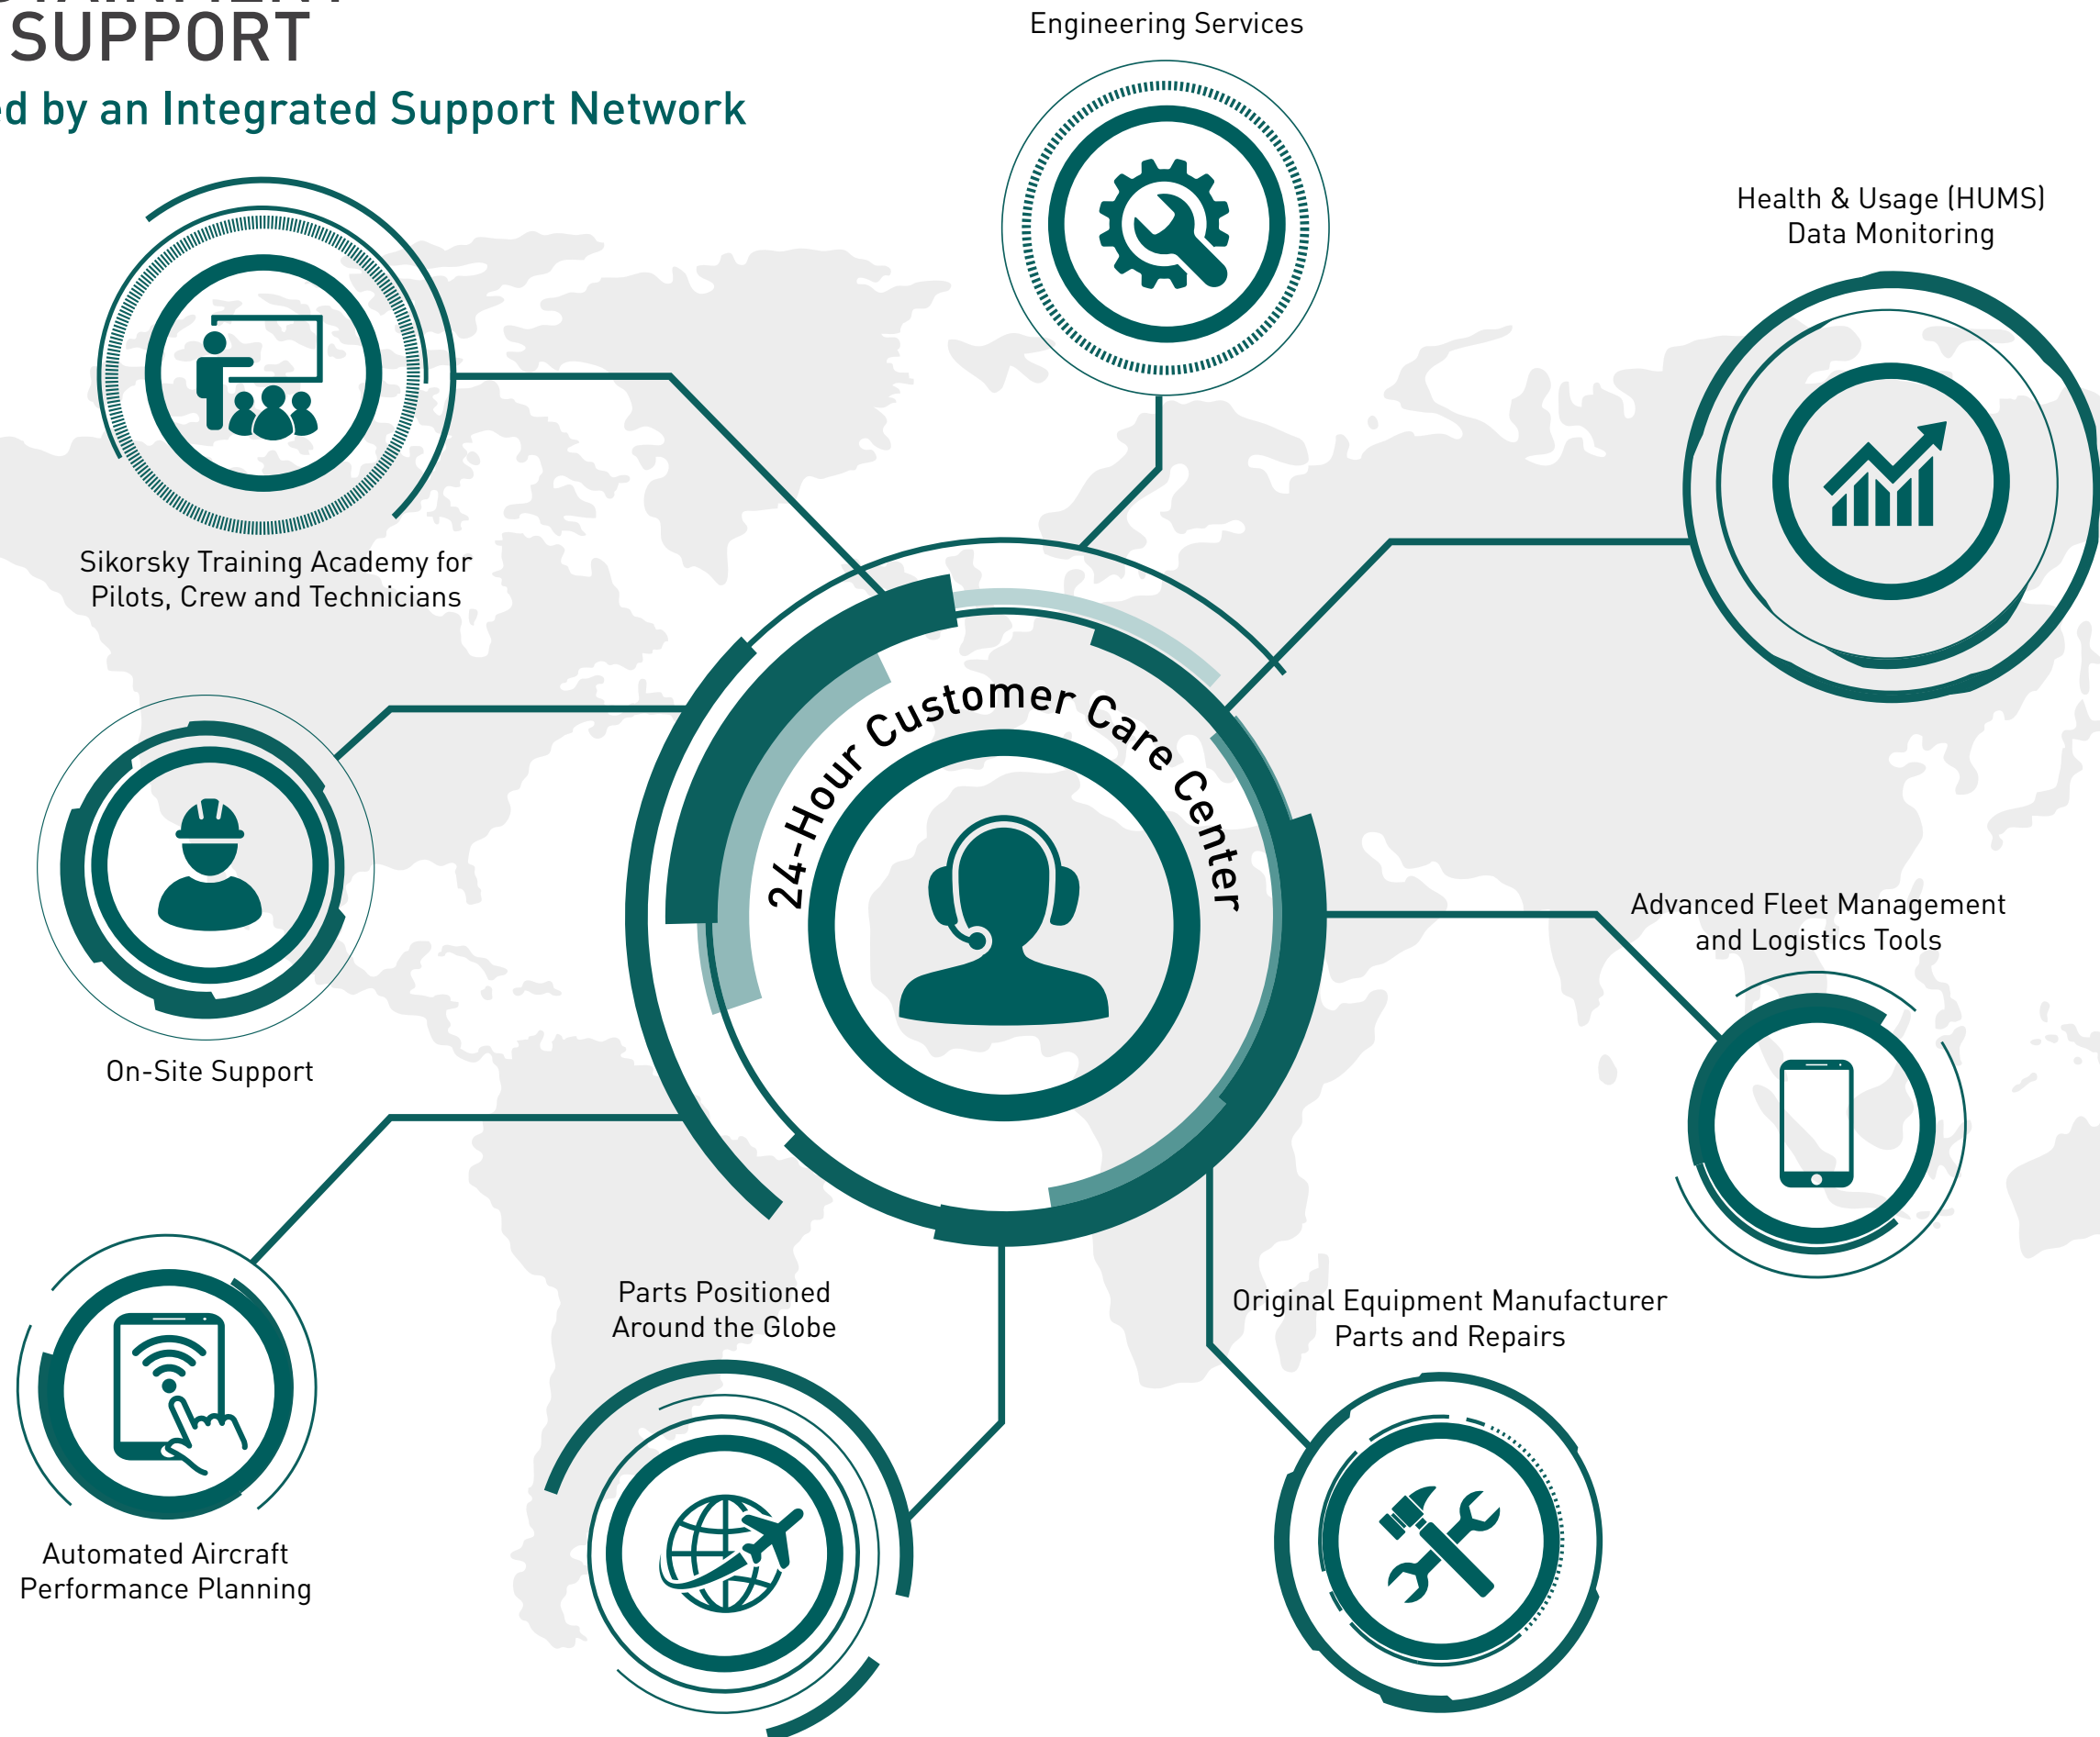 SUPPORT
by an Integrated Support Network
Engineering Services
Health & Usage (HUMS)
Data Monitoring
Sikorsky Training Academy for
Pilots, Crew and Technicians
24-Hour Customer Care Center
Advanced Fleet Management
and Logistics Tools
On-Site Support
Parts Positioned
Around the Globe
Original Equipment Manufacturer
Parts and Repairs
Automated Aircraft
Performance Planning